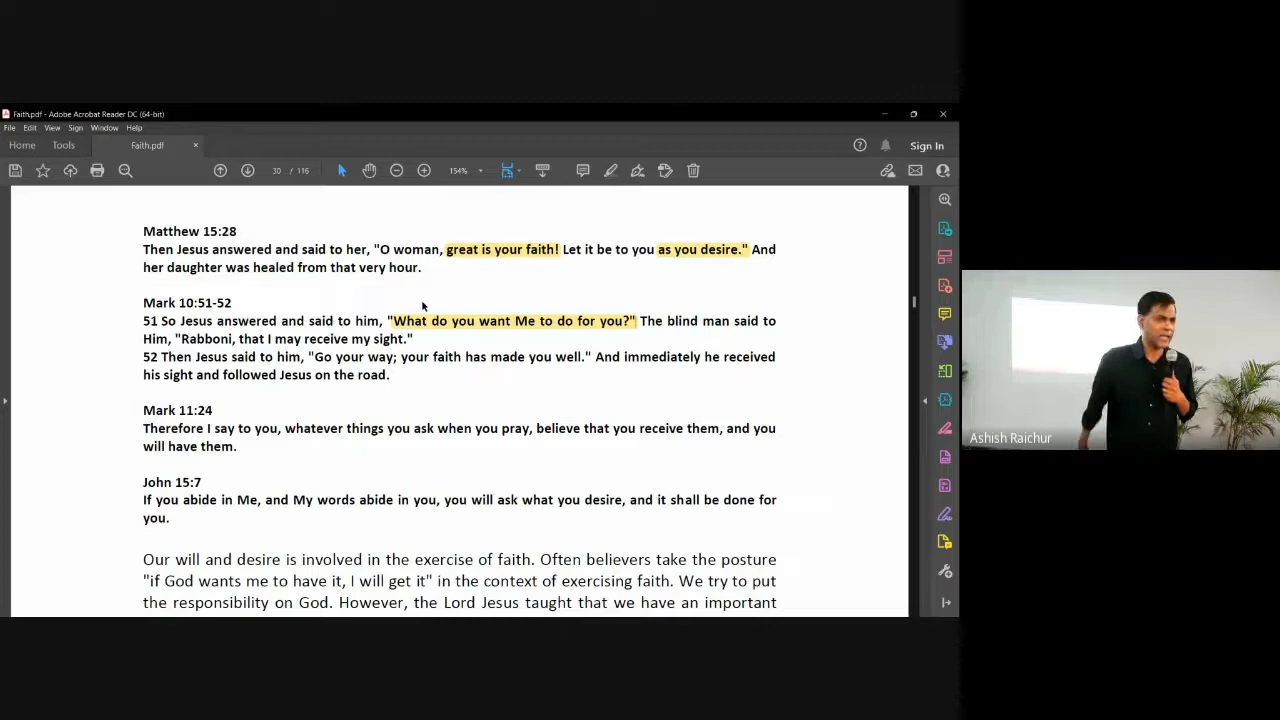 Faith.pdf - Adobe Acrobat Reader DC (64-bit)
File Edit View Sign Window Help
Home Tools Faith.pdf × Sign In
30 / 116 154%
Matthew 15:28
Then Jesus answered and said to her, "O woman, great is your faith! Let it be to you as you desire." And
her daughter was healed from that very hour.
Mark 10:51-52
51 So Jesus answered and said to him, "What do you want Me to do for you?" The blind man said to
Him, "Rabboni, that I may receive my sight."
52 Then Jesus said to him, "Go your way; your faith has made you well." And immediately he received
his sight and followed Jesus on the road.
Mark 11:24
Therefore I say to you, whatever things you ask when you pray, believe that you receive them, and you
will have them.
John 15:7
If you abide in Me, and My words abide in you, you will ask what you desire, and it shall be done for
you.
Our will and desire is involved in the exercise of faith. Often believers take the posture
"if God wants me to have it, I will get it" in the context of exercising faith. We try to put
the responsibility on God. However, the Lord Jesus taught that we have an important
Ashish Raichur